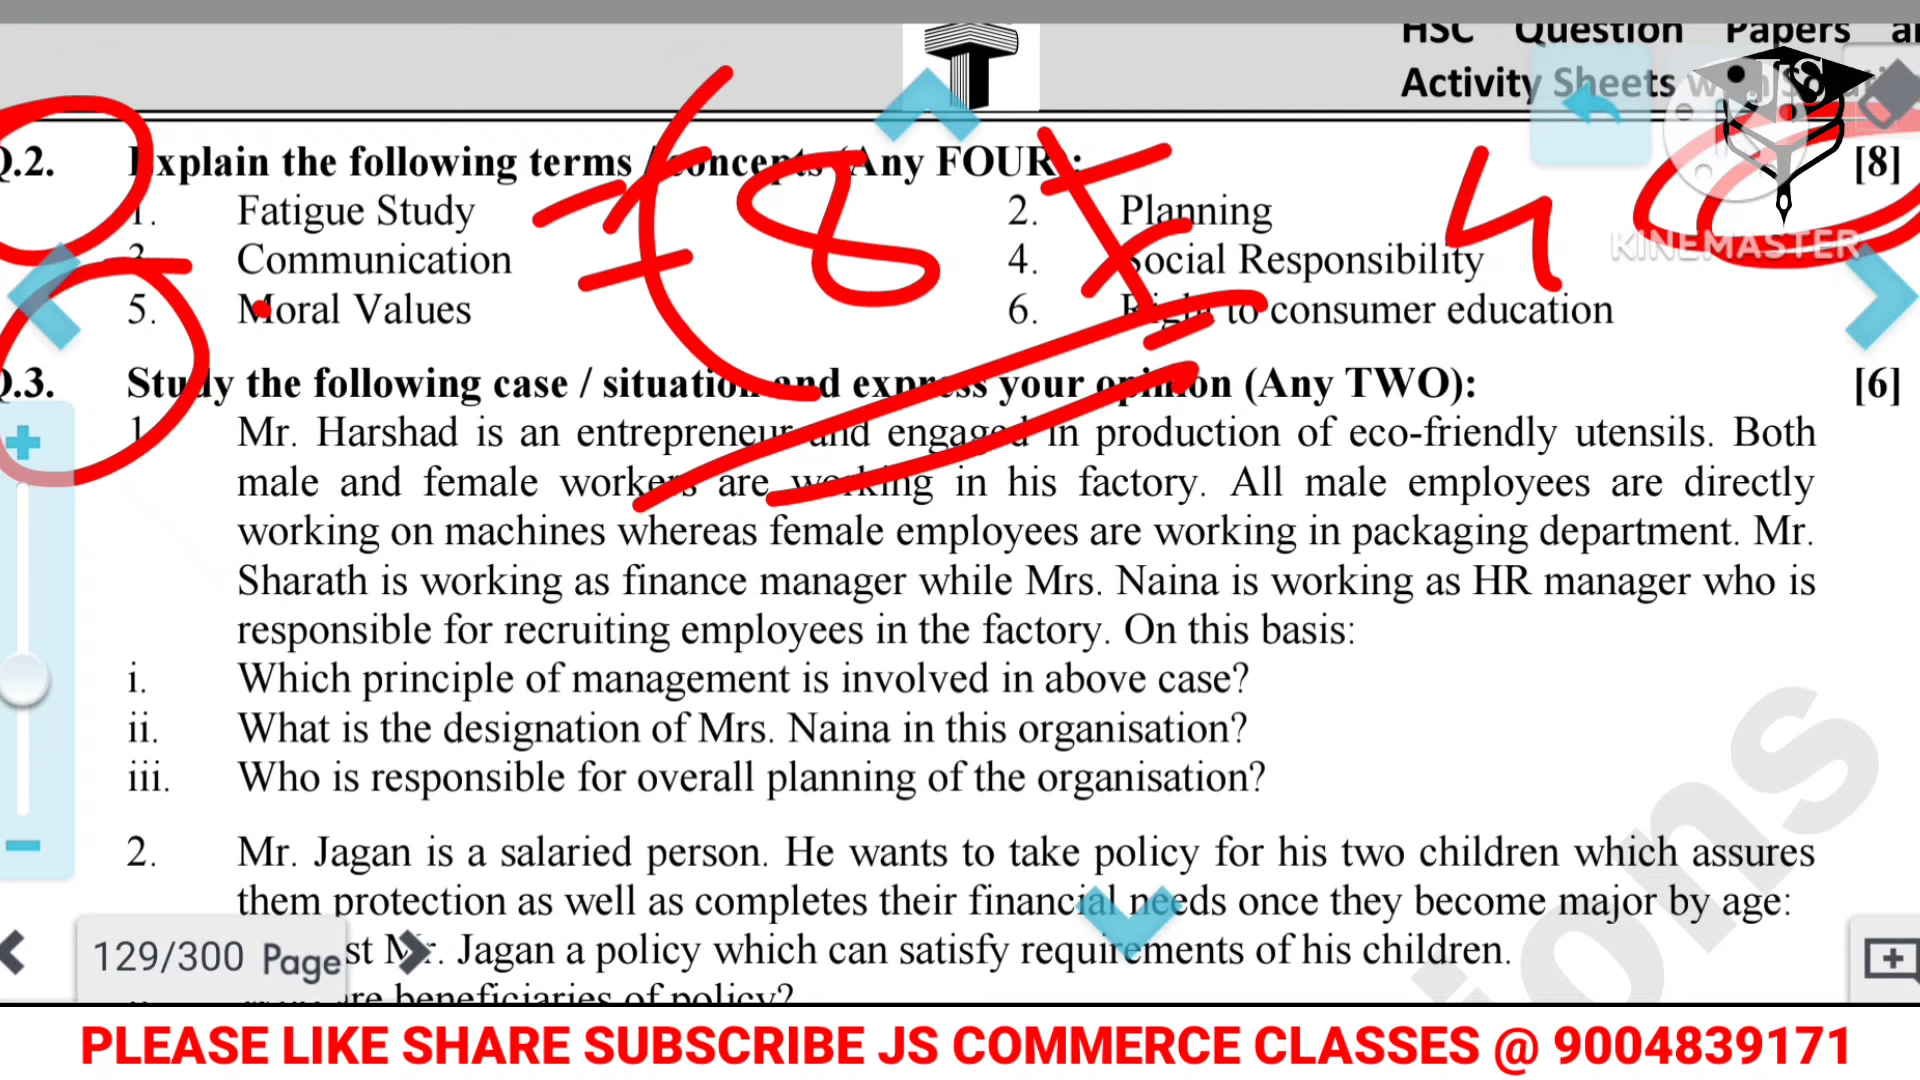 HSC Question Papers
Activity Sheets
Q.2. Explain the following terms / concepts (Any FOUR): [8]
1. Fatigue Study 2. Planning
3. Communication 4. Social Responsibility
5. Moral Values 6. Right to consumer education
8 4
KINEMASTER
Q.3. Study the following case / situation and express your opinion (Any TWO): [6]
1. Mr. Harshad is an entrepreneur and engaged in production of eco-friendly utensils. Both
male and female workers are working in his factory. All male employees are directly
working on machines whereas female employees are working in packaging department. Mr.
Sharath is working as finance manager while Mrs. Naina is working as HR manager who is
responsible for recruiting employees in the factory. On this basis:
i. Which principle of management is involved in above case?
ii. What is the designation of Mrs. Naina in this organisation?
iii. Who is responsible for overall planning of the organisation?
2. Mr. Jagan is a salaried person. He wants to take policy for his two children which assures
them protection as well as completes their financial needs once they become major by age:
st Mr. Jagan a policy which can satisfy requirements of his children.
129/300 Page
are beneficiaries of policy?
ions
PLEASE LIKE SHARE SUBSCRIBE JS COMMERCE CLASSES @ 9004839171